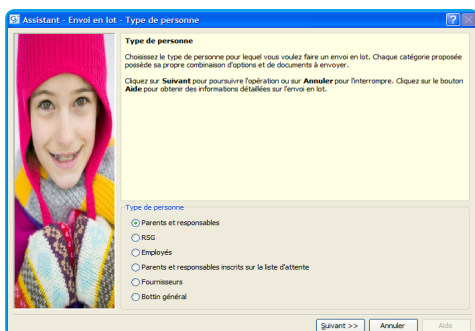 Assistant - Envoi en lot - Type de personne
Type de personne
Choisissez le type de personne pour lequel vous voulez faire un envoi en lot. Chaque catégorie proposée
possède sa propre combinaison d'options et de documents à envoyer.
Cliquez sur Suivant pour poursuivre l'opération ou sur Annuler pour l'interrompre. Cliquez sur le bouton
Aide pour obtenir des informations détaillées sur l'envoi en lot.
Type de personne
Parents et responsables
RSG
Employés
Parents et responsables inscrits sur la liste d'attente
Fournisseurs
Bottin général
Suivant >>
Annuler
Aide